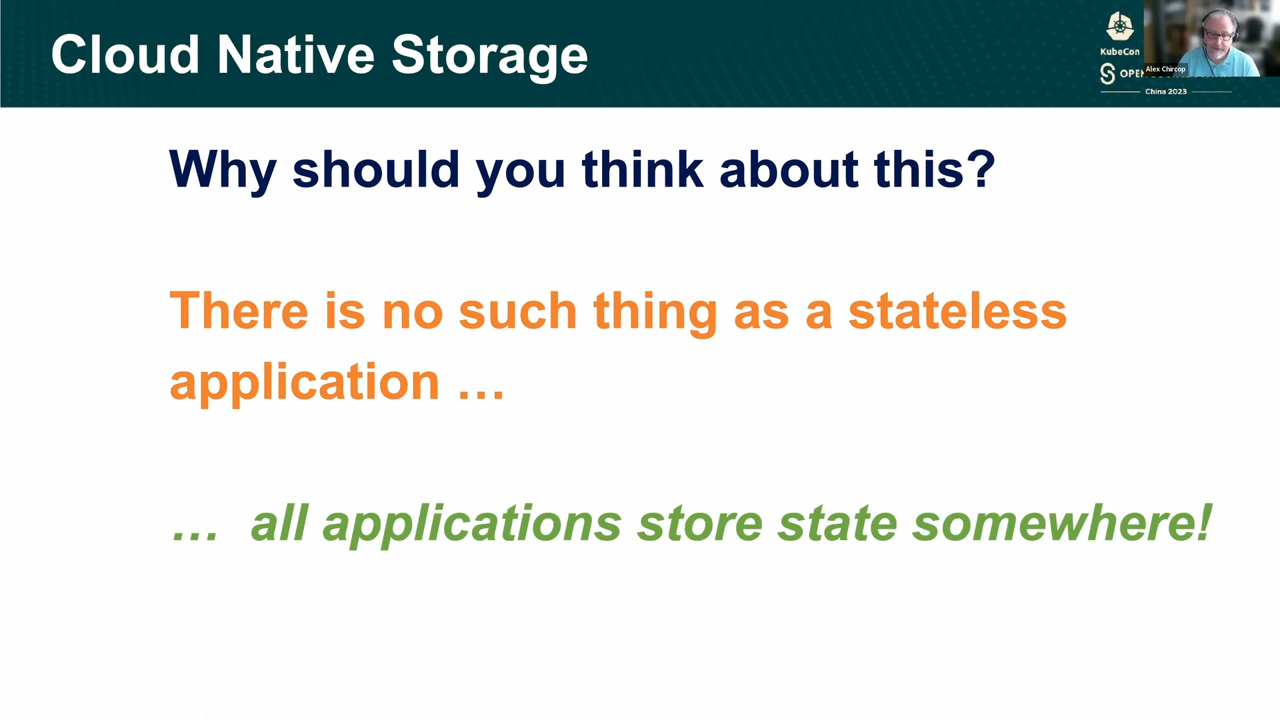 Cloud Native Storage
KubeCon
Alex Chircop
OPEN
China 2023
Why should you think about this?
There is no such thing as a stateless
application …
… all applications store state somewhere!